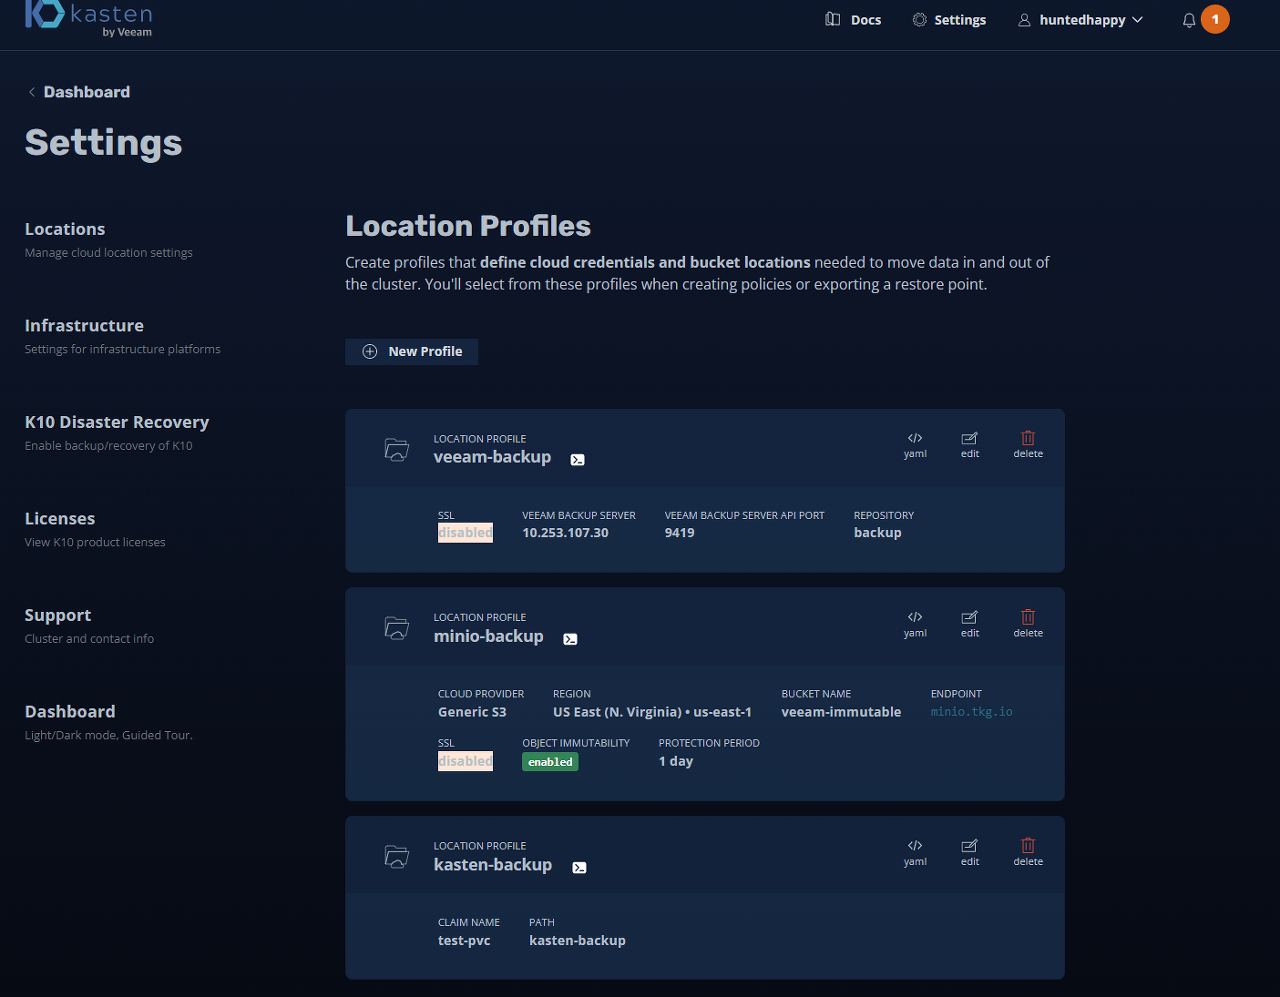 kasten
by Veeam
Docs
Settings
huntedhappy
1
Dashboard
Settings
Locations
Manage cloud location settings
Infrastructure
Settings for infrastructure platforms
K10 Disaster Recovery
Enable backup/recovery of K10
Licenses
View K10 product licenses
Support
Cluster and contact info
Dashboard
Light/Dark mode, Guided Tour.
Location Profiles
Create profiles that define cloud credentials and bucket locations needed to move data in and out of
the cluster. You'll select from these profiles when creating policies or exporting a restore point.
New Profile
LOCATION PROFILE
veeam-backup
yaml
edit
delete
SSL
disabled
VEEAM BACKUP SERVER
10.253.107.30
VEEAM BACKUP SERVER API PORT
9419
REPOSITORY
backup
LOCATION PROFILE
minio-backup
yaml
edit
delete
CLOUD PROVIDER
Generic S3
REGION
US East (N. Virginia) • us-east-1
BUCKET NAME
veeam-immutable
ENDPOINT
minio.tkg.io
SSL
disabled
OBJECT IMMUTABILITY
enabled
PROTECTION PERIOD
1 day
LOCATION PROFILE
kasten-backup
yaml
edit
delete
CLAIM NAME
test-pvc
PATH
kasten-backup